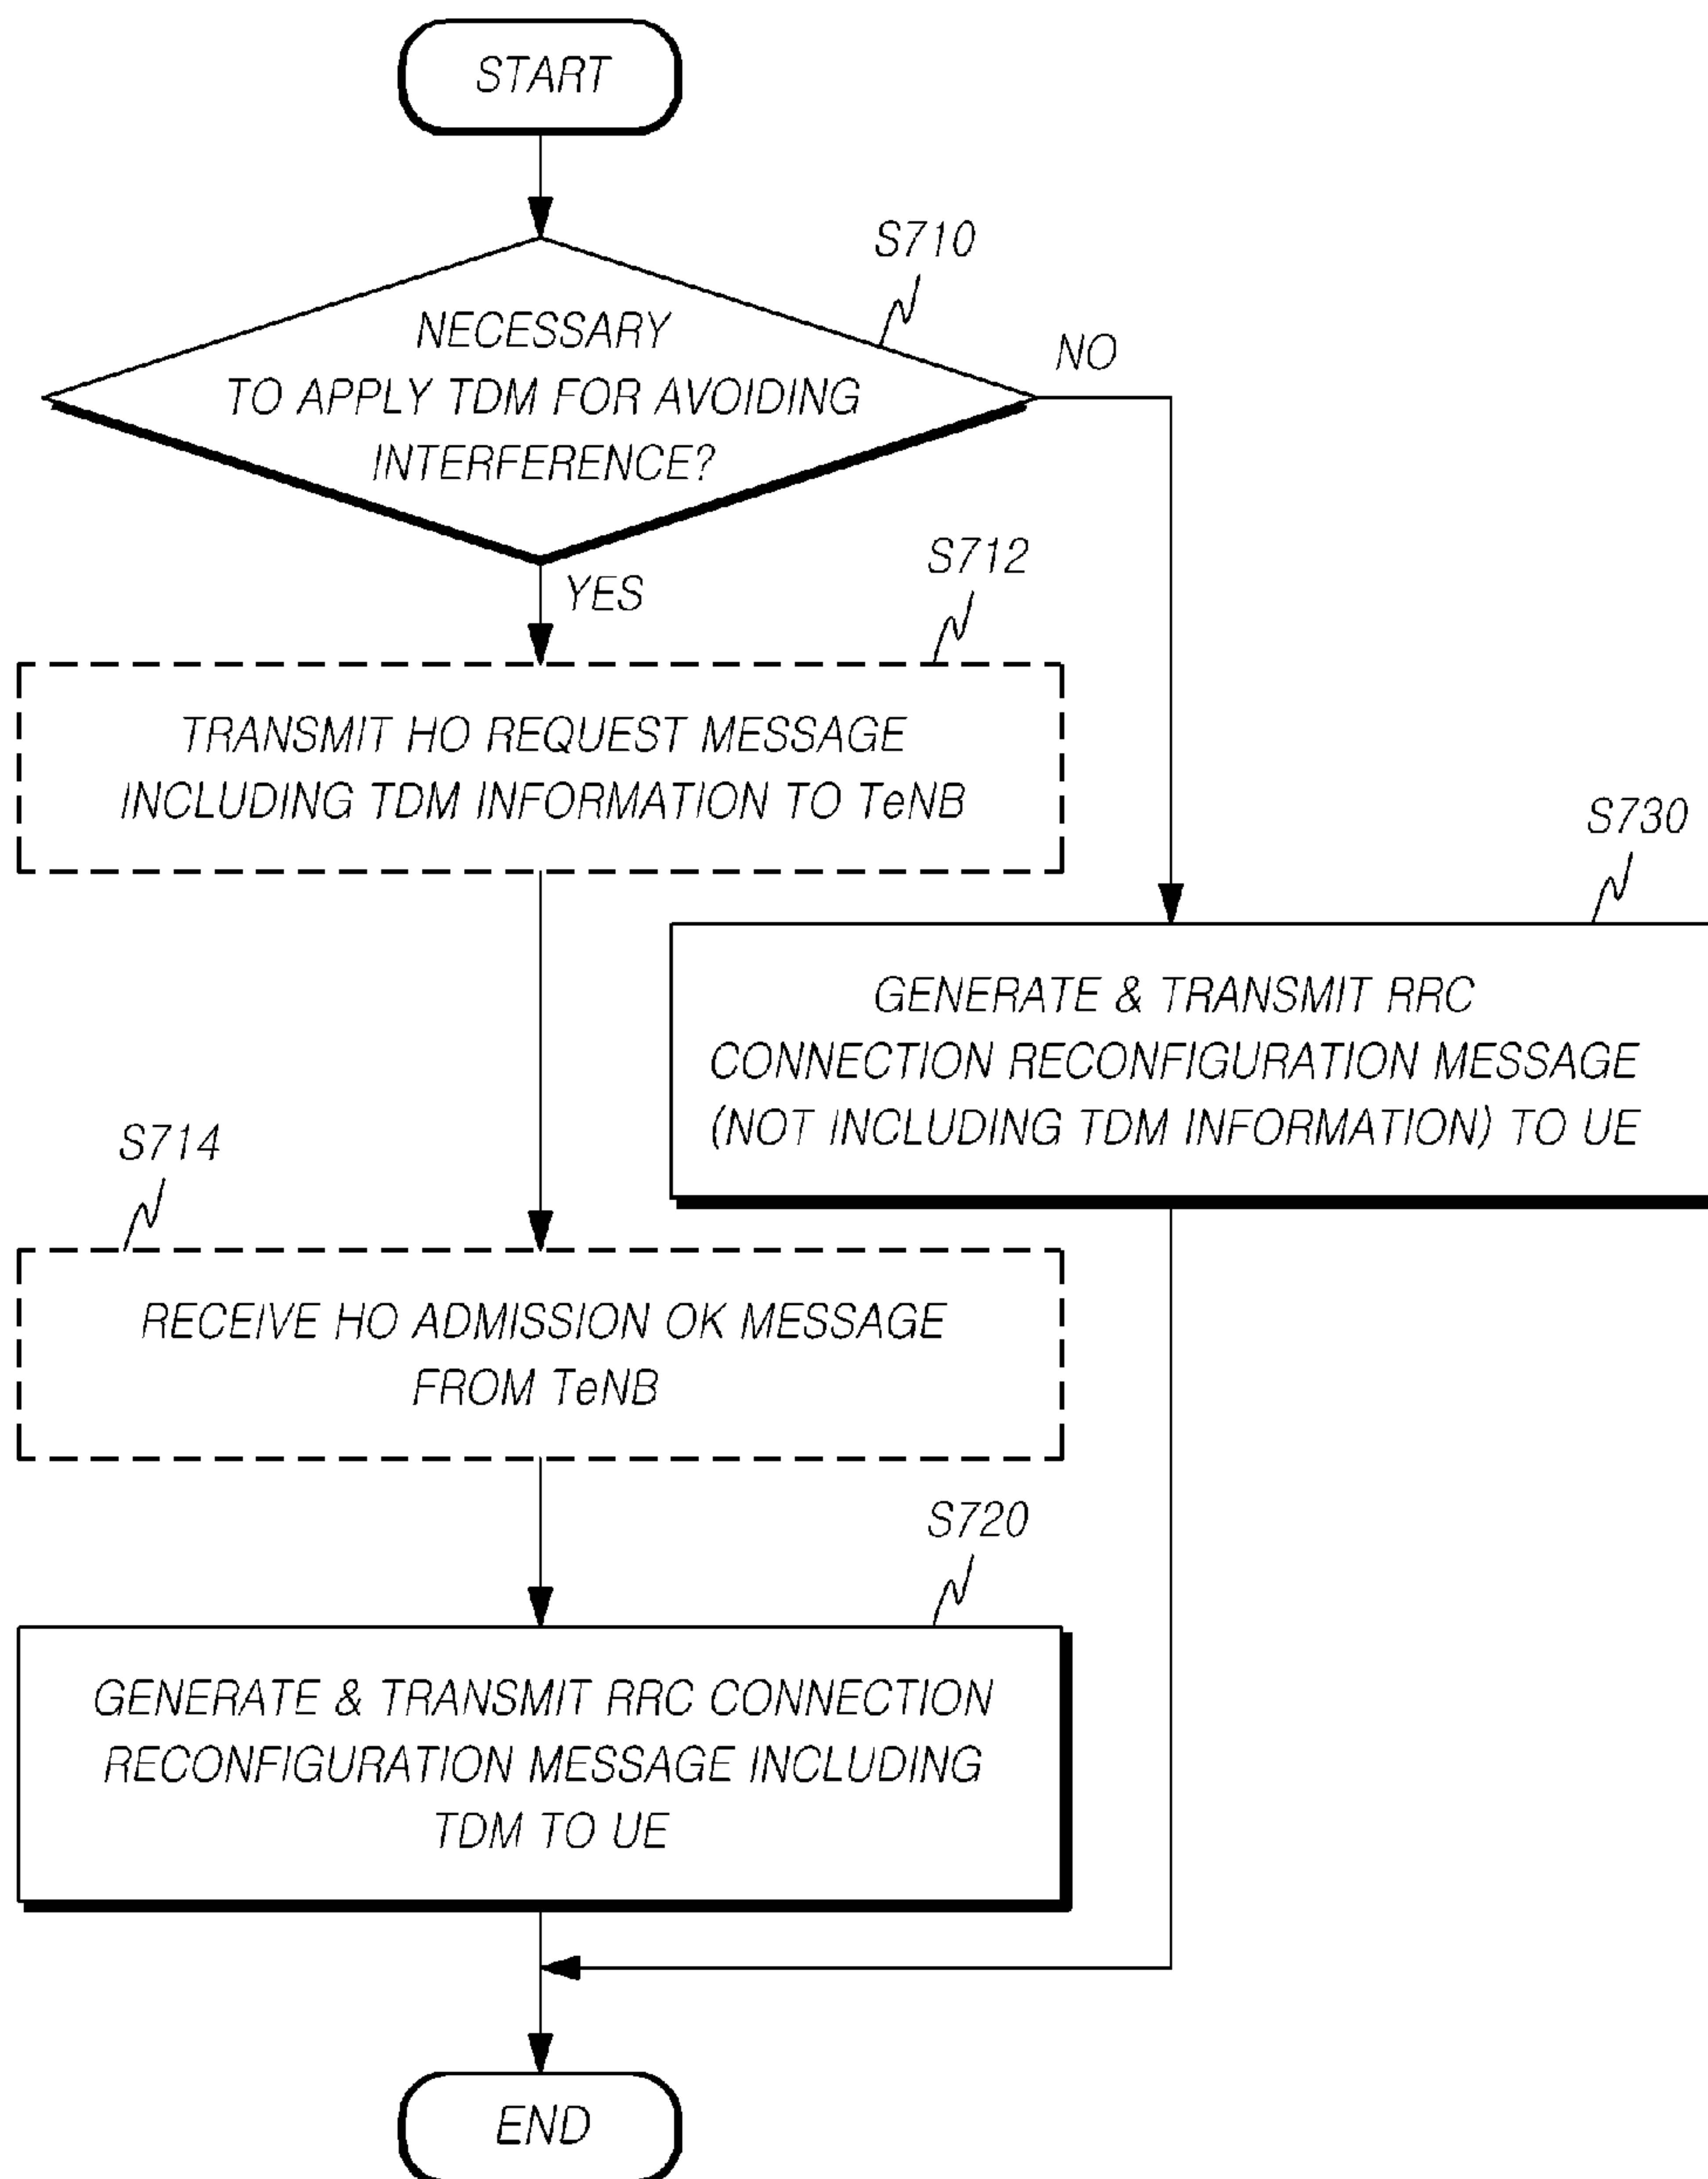 START
S710
NECESSARY
TO APPLY TDM FOR AVOIDING
INTERFERENCE?
NO
YES
S712
TRANSMIT HO REQUEST MESSAGE
INCLUDING TDM INFORMATION TO TeNB
S730
GENERATE & TRANSMIT RRC
CONNECTION RECONFIGURATION MESSAGE
(NOT INCLUDING TDM INFORMATION) TO UE
S714
RECEIVE HO ADMISSION OK MESSAGE
FROM TeNB
S720
GENERATE & TRANSMIT RRC CONNECTION
RECONFIGURATION MESSAGE INCLUDING
TDM TO UE
END